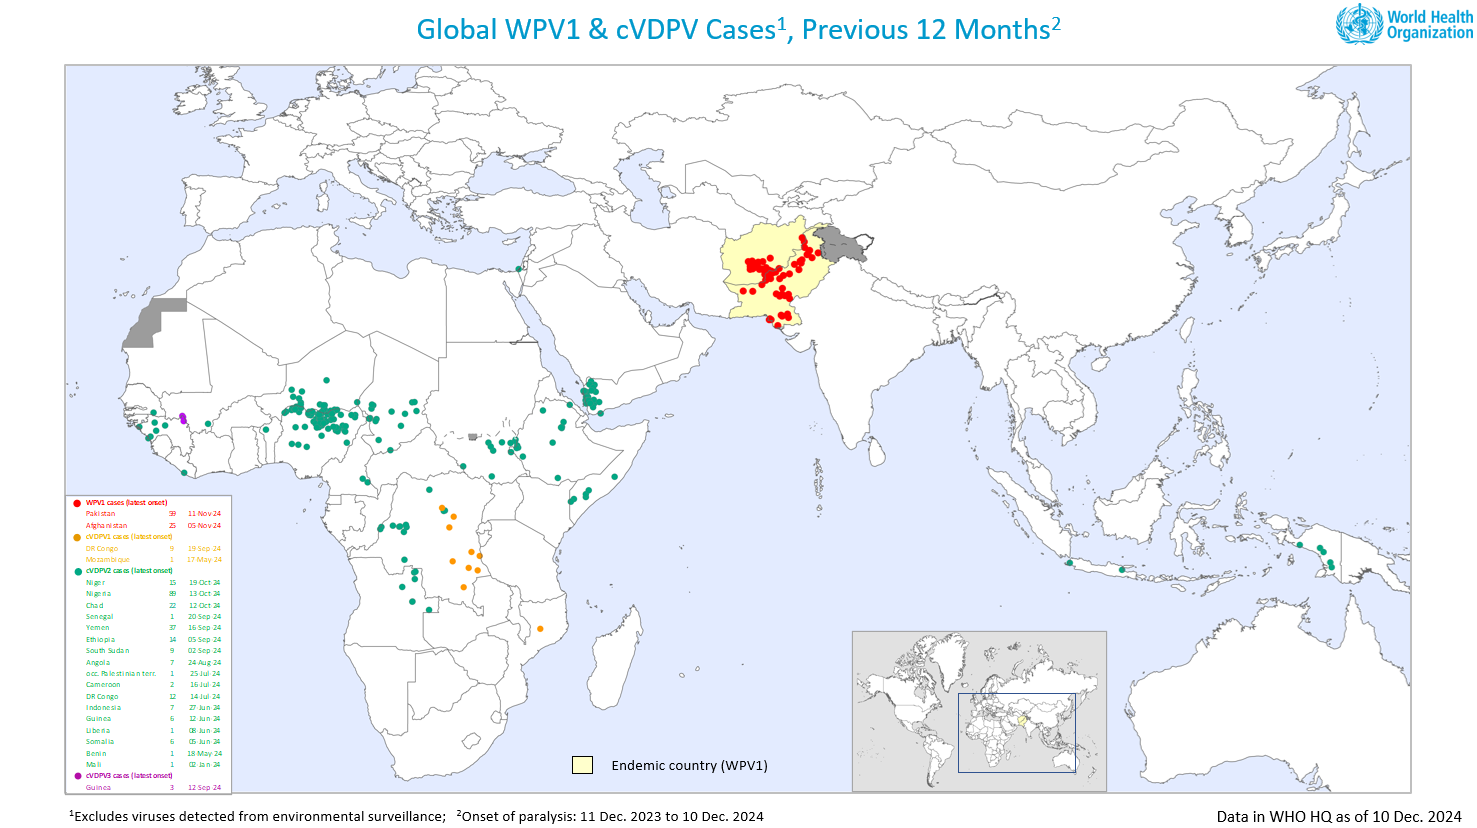 Global WPV1 & cVDPV Cases¹, Previous 12 Months²
World Health
Organization
WPV1 cases (latest onset)
Pakistan 59 11-Nov-24
Afghanistan 25 05-Nov-24
cVDPV1 cases (latest onset)
DR Congo 9 19-Sep-24
Mozambique 1 17-May-24
cVDPV2 cases (latest onset)
Niger 15 19-Oct-24
Nigeria 89 13-Oct-24
Chad 22 12-Oct-24
Senegal 1 20-Sep-24
Yemen 37 16-Sep-24
Ethiopia 14 05-Sep-24
South Sudan 9 02-Sep-24
Angola 7 24-Aug-24
occ. Palestinian terr. 1 25-Jul-24
Cameroon 2 16-Jul-24
DR Congo 12 14-Jul-24
Indonesia 7 27-Jun-24
Guinea 6 12-Jun-24
Liberia 1 08-Jun-24
Somalia 6 05-Jun-24
Benin 1 18-May-24
Mali 1 02-Jan-24
cVDPV3 cases (latest onset)
Guinea 3 12-Sep-24
Endemic country (WPV1)
¹Excludes viruses detected from environmental surveillance; ²Onset of paralysis: 11 Dec. 2023 to 10 Dec. 2024
Data in WHO HQ as of 10 Dec. 2024